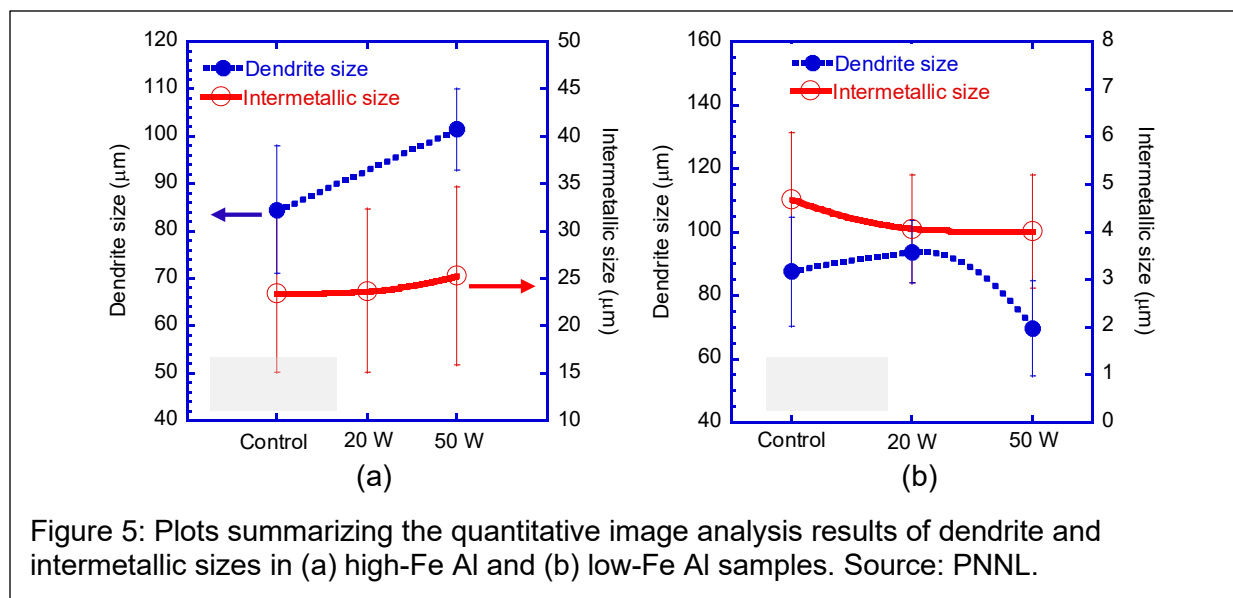 120
110
100
90
80
70
60
50
40
Dendrite size (μm)
Dendrite size
Intermetallic size
50
45
40
35
30
25
20
15
10
Intermetallic size (μm)
Control
20 W
50 W
(a)
160
140
120
100
80
60
40
Dendrite size (μm)
Dendrite size
Intermetallic size
8
7
6
5
4
3
2
1
0
Intermetallic size (μm)
Control
20 W
50 W
(b)
Figure 5: Plots summarizing the quantitative image analysis results of dendrite and
intermetallic sizes in (a) high-Fe Al and (b) low-Fe Al samples. Source: PNNL.